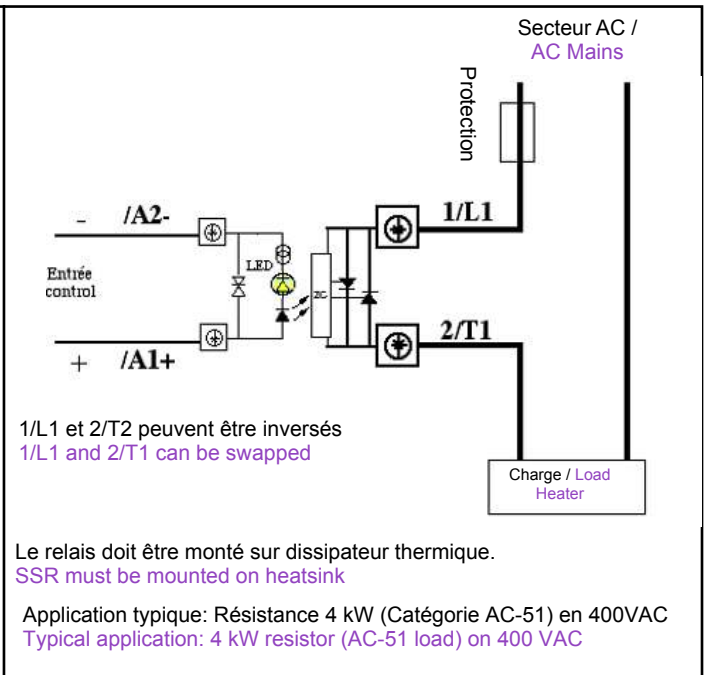 Secteur AC /
AC Mains
Protection
- /A2-
1/L1
LED
Entrée
control
ZC
2/T1
+ /A1+
1/L1 et 2/T2 peuvent être inversés
1/L1 and 2/T1 can be swapped
Charge / Load
Heater
Le relais doit être monté sur dissipateur thermique.
SSR must be mounted on heatsink
Application typique: Résistance 4 kW (Catégorie AC-51) en 400VAC
Typical application: 4 kW resistor (AC-51 load) on 400 VAC